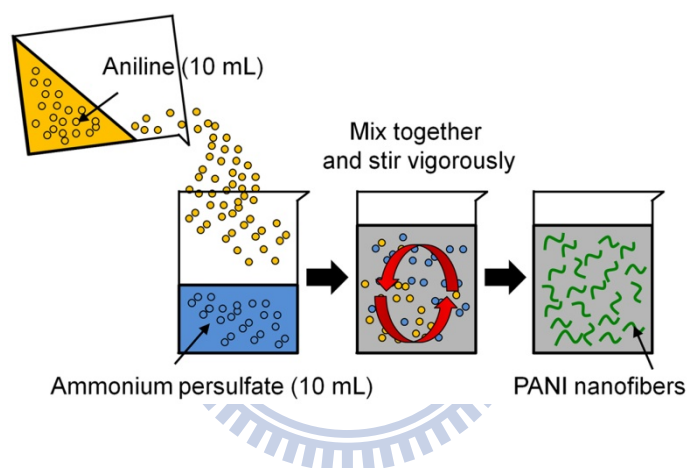 Aniline (10 mL)
Mix together
and stir vigorously
Ammonium persulfate (10 mL)
PANI nanofibers